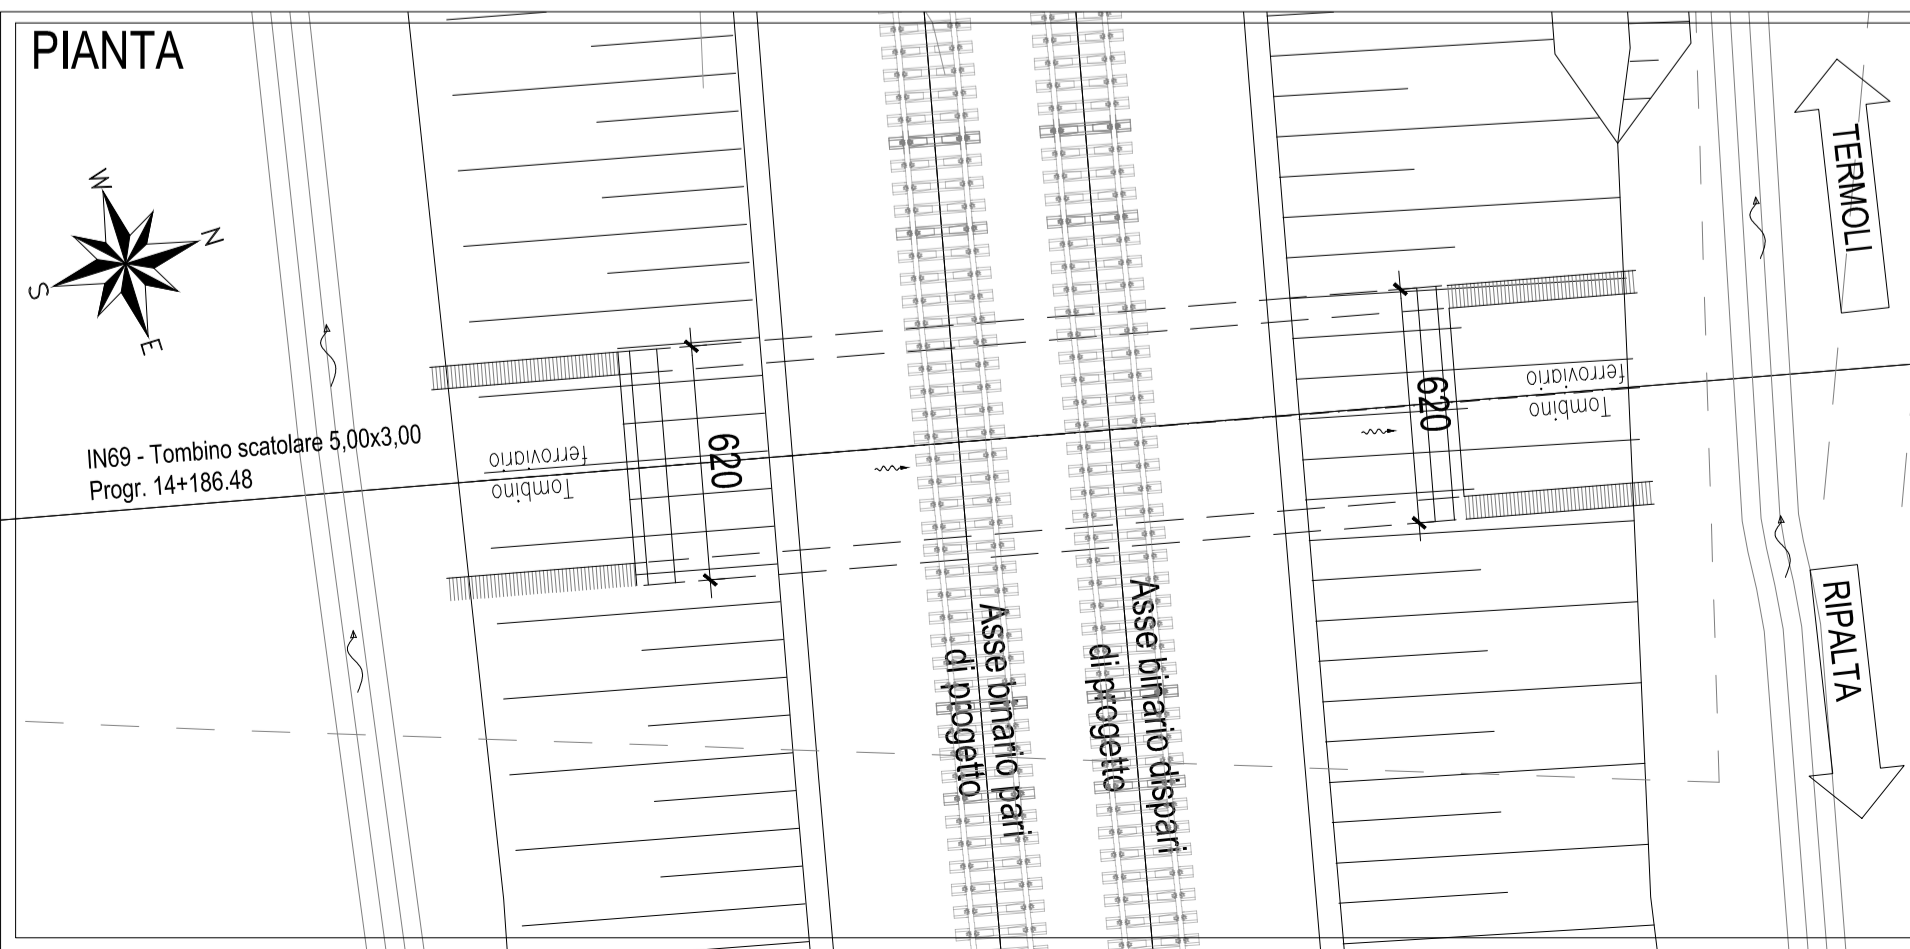 PIANTA
W
N
S
E
IN69 - Tombino scatolare 5,00x3,00
Progr. 14+186.48
Tombino
ferroviario
620
Asse binario pari
di progetto
Asse binario dispari
di progetto
620
Tombino
ferroviario
TERMOLI
RIPALTA